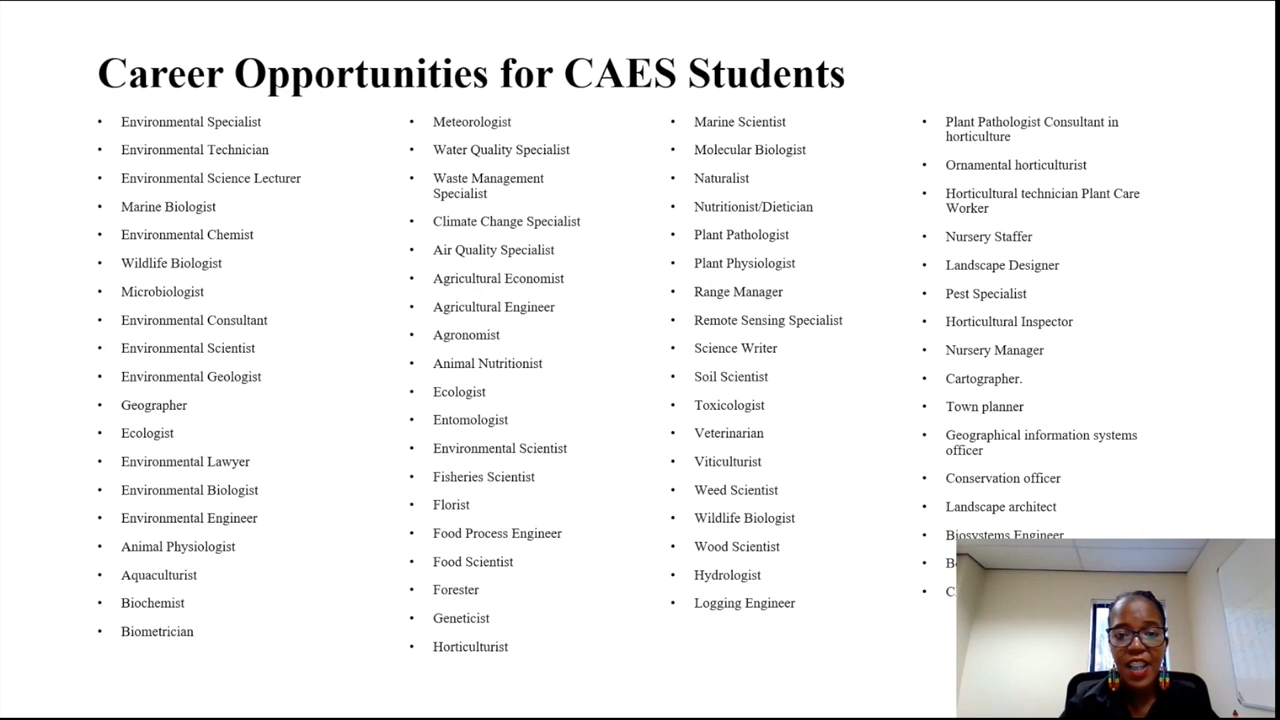 Career Opportunities for CAES Students
• Environmental Specialist
• Environmental Technician
• Environmental Science Lecturer
• Marine Biologist
• Environmental Chemist
• Wildlife Biologist
• Microbiologist
• Environmental Consultant
• Environmental Scientist
• Environmental Geologist
• Geographer
• Ecologist
• Environmental Lawyer
• Environmental Biologist
• Environmental Engineer
• Animal Physiologist
• Aquaculturist
• Biochemist
• Biometrician
• Meteorologist
• Water Quality Specialist
• Waste Management
Specialist
• Climate Change Specialist
• Air Quality Specialist
• Agricultural Economist
• Agricultural Engineer
• Agronomist
• Animal Nutritionist
• Ecologist
• Entomologist
• Environmental Scientist
• Fisheries Scientist
• Florist
• Food Process Engineer
• Food Scientist
• Forester
• Geneticist
• Horticulturist
• Marine Scientist
• Molecular Biologist
• Naturalist
• Nutritionist/Dietician
• Plant Pathologist
• Plant Physiologist
• Range Manager
• Remote Sensing Specialist
• Science Writer
• Soil Scientist
• Toxicologist
• Veterinarian
• Viticulturist
• Weed Scientist
• Wildlife Biologist
• Wood Scientist
• Hydrologist
• Logging Engineer
• Plant Pathologist Consultant in
horticulture
• Ornamental horticulturist
• Horticultural technician Plant Care
Worker
• Nursery Staffer
• Landscape Designer
• Pest Specialist
• Horticultural Inspector
• Nursery Manager
• Cartographer.
• Town planner
• Geographical information systems
officer
• Conservation officer
• Landscape architect
• Biosystems Engineer